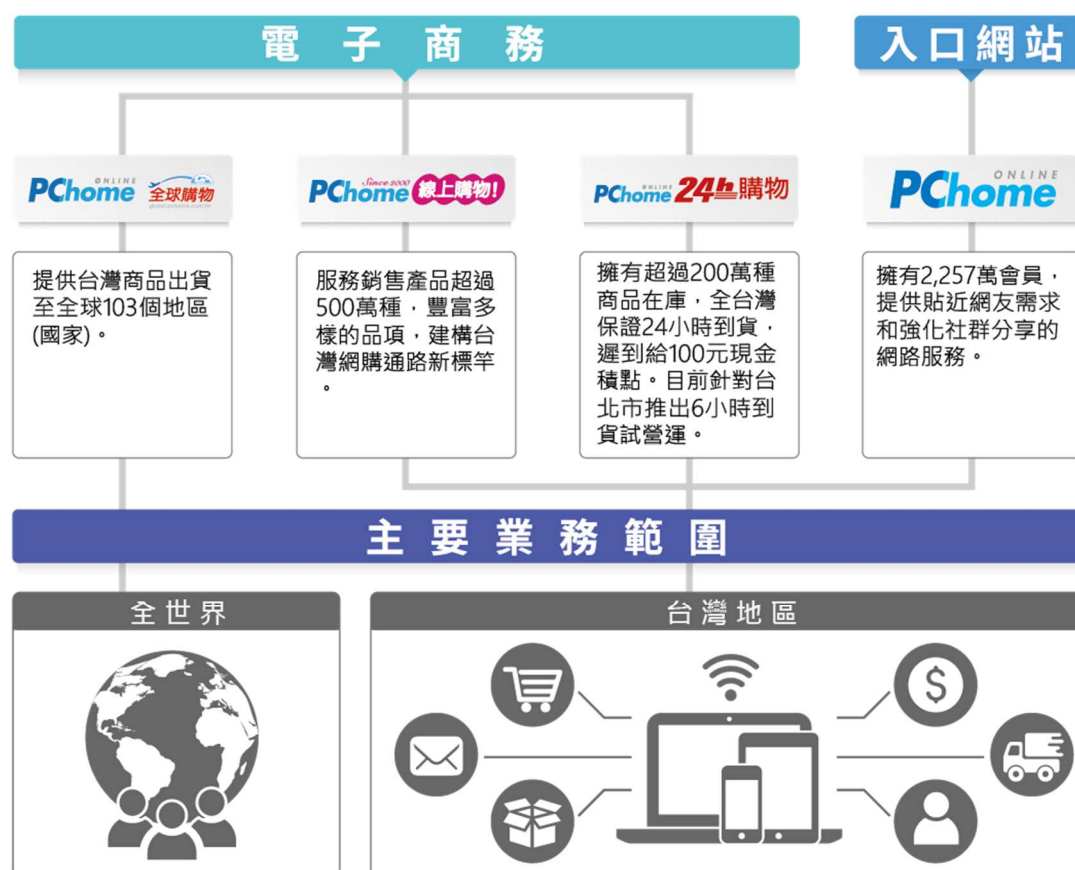 電子商務
入口網站
PChome ONLINE 全球購物
global.pchome.com.tw
PChome Since 2000 線上購物!
PChome ONLINE 24h購物
PChome ONLINE
提供台灣商品出貨
至全球103個地區
(國家)。
服務銷售產品超過
500萬種,豐富多
樣的品項,建構台
灣網購通路新標竿
。
擁有超過200萬種
商品在庫,全台灣
保證24小時到貨,
遲到給100元現金
積點。目前針對台
北市推出6小時到
貨試營運。
擁有2,257萬會員,
提供貼近網友需求
和強化社群分享的
網路服務。
主要業務範圍
全世界
台灣地區
$